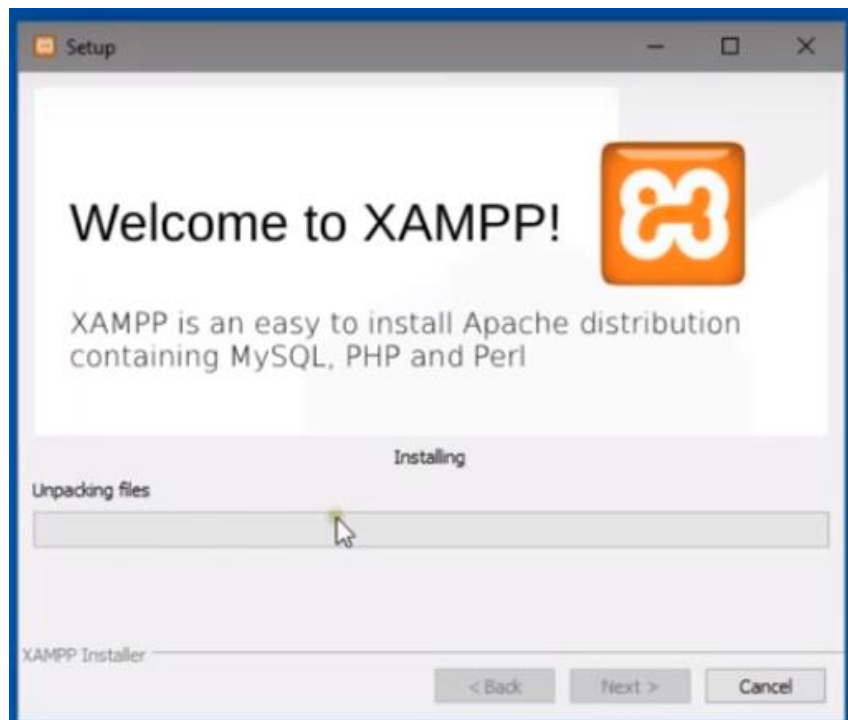 Setup
Welcome to XAMPP!
XAMPP is an easy to install Apache distribution
containing MySQL, PHP and Perl
Installing
Unpacking files
XAMPP Installer
< Back
Next >
Cancel